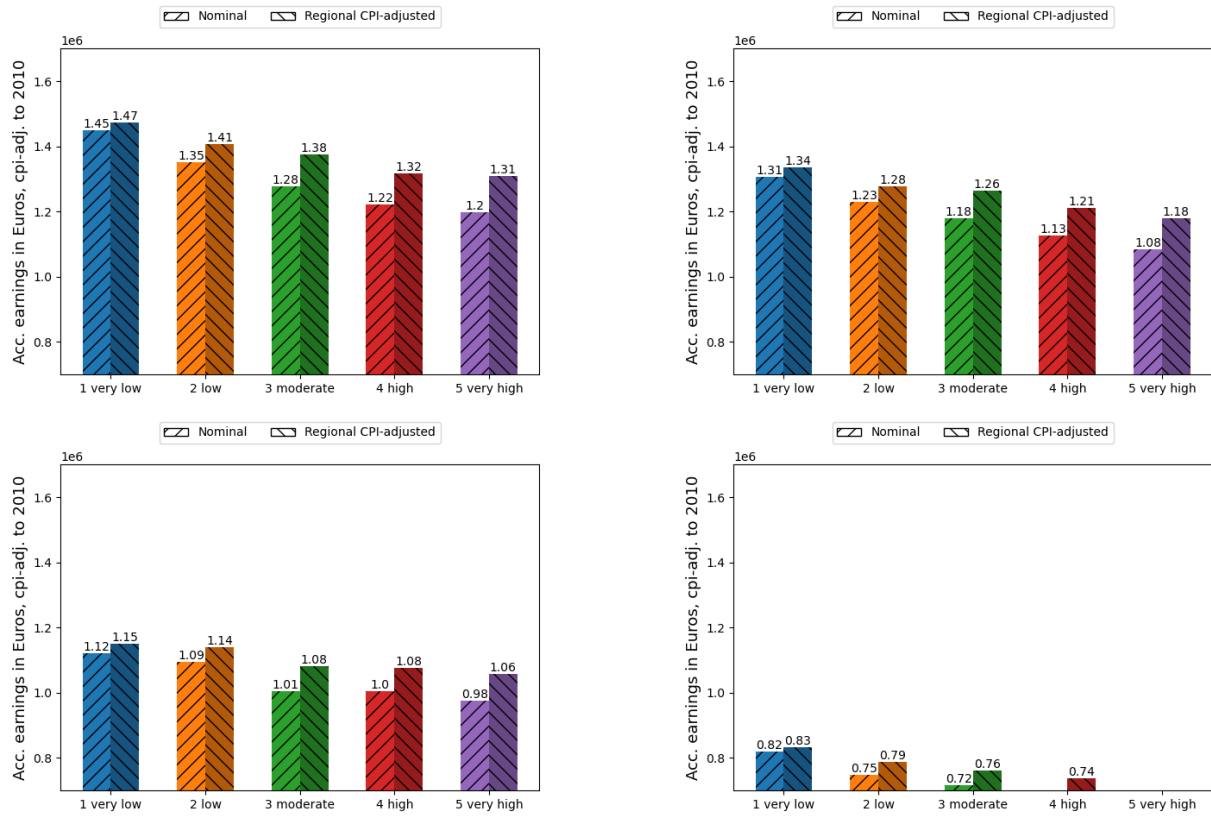 Nominal Regional CPI-adjusted
1e6
Acc. earnings in Euros, cpi-adj. to 2010
1.6
1.4
1.2
1.0
0.8
1.45 1.47
1.35 1.41
1.28 1.38
1.22 1.32
1.2 1.31
1 very low 2 low 3 moderate 4 high 5 very high
Nominal Regional CPI-adjusted
1e6
Acc. earnings in Euros, cpi-adj. to 2010
1.6
1.4
1.2
1.0
0.8
1.31 1.34
1.23 1.28
1.18 1.26
1.13 1.21
1.08 1.18
1 very low 2 low 3 moderate 4 high 5 very high
Nominal Regional CPI-adjusted
1e6
Acc. earnings in Euros, cpi-adj. to 2010
1.6
1.4
1.2
1.0
0.8
1.12 1.15
1.09 1.14
1.01 1.08
1.0 1.08
0.98 1.06
1 very low 2 low 3 moderate 4 high 5 very high
Nominal Regional CPI-adjusted
1e6
Acc. earnings in Euros, cpi-adj. to 2010
1.6
1.4
1.2
1.0
0.8
0.82 0.83
0.75 0.79
0.72 0.76
0.74
1 very low 2 low 3 moderate 4 high 5 very high